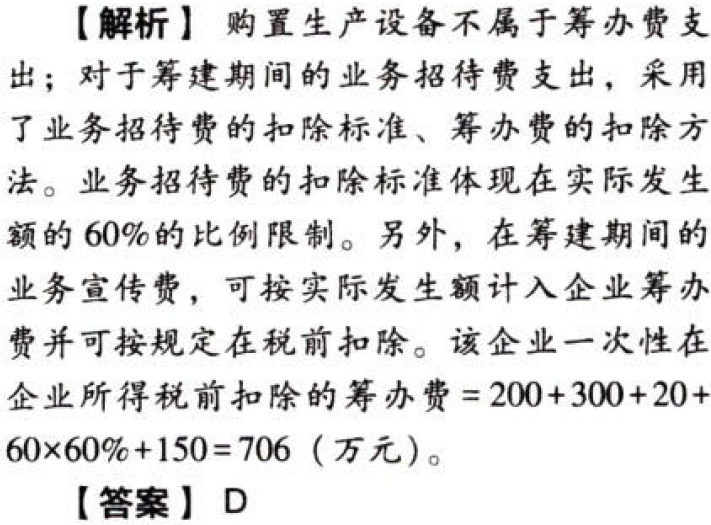 【解析】 购置生产设备不属于筹办费支
出；对于筹建期间的业务招待费支出，采用
了业务招待费的扣除标准、筹办费的扣除方
法。业务招待费的扣除标准体现在实际发生
额的 60%的比例限制。另外，在筹建期间的
业务宣传费，可按实际发生额计入企业筹办
费并可按规定在税前扣除。该企业一次性在
企业所得税前扣除的筹办费 = 200+300+20+
60×60%+150=706（万元）。
【答案】 D